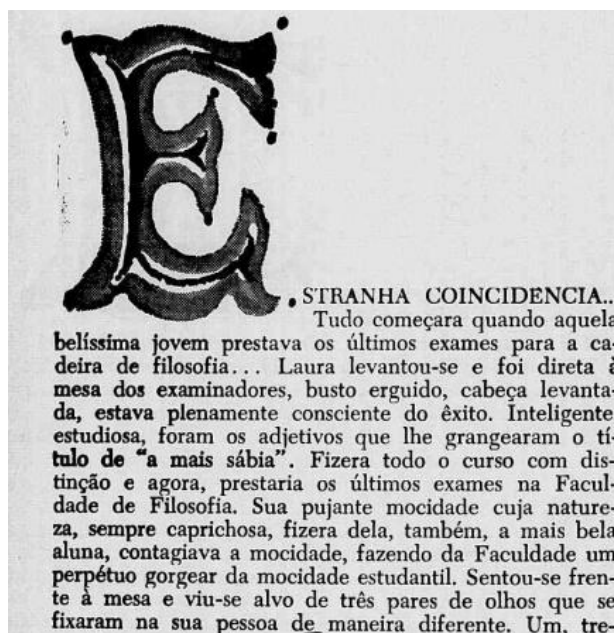 ESTRANHA COINCIDENCIA..
Tudo começara quando aquela
belíssima jovem prestava os últimos exames para a ca-
deira de filosofia... Laura levantou-se e foi direta à
mesa dos examinadores, busto erguido, cabeça levanta-
da, estava plenamente consciente do êxito. Inteligente
estudiosa, foram os adjetivos que lhe grangearam o tí-
tulo de "a mais sábia". Fizera todo o curso com dis-
tinção e agora, prestaria os últimos exames na Facul-
dade de Filosofia. Sua pujante mocidade cuja nature-
za, sempre caprichosa, fizera dela, também, a mais bela
aluna, contagiava a mocidade, fazendo da Faculdade um
perpétuo gorgear da mocidade estudantil. Sentou-se fren-
te à mesa e viu-se alvo de três pares de olhos que se
fixaram na sua pessoa de maneira diferente. Um, tre-